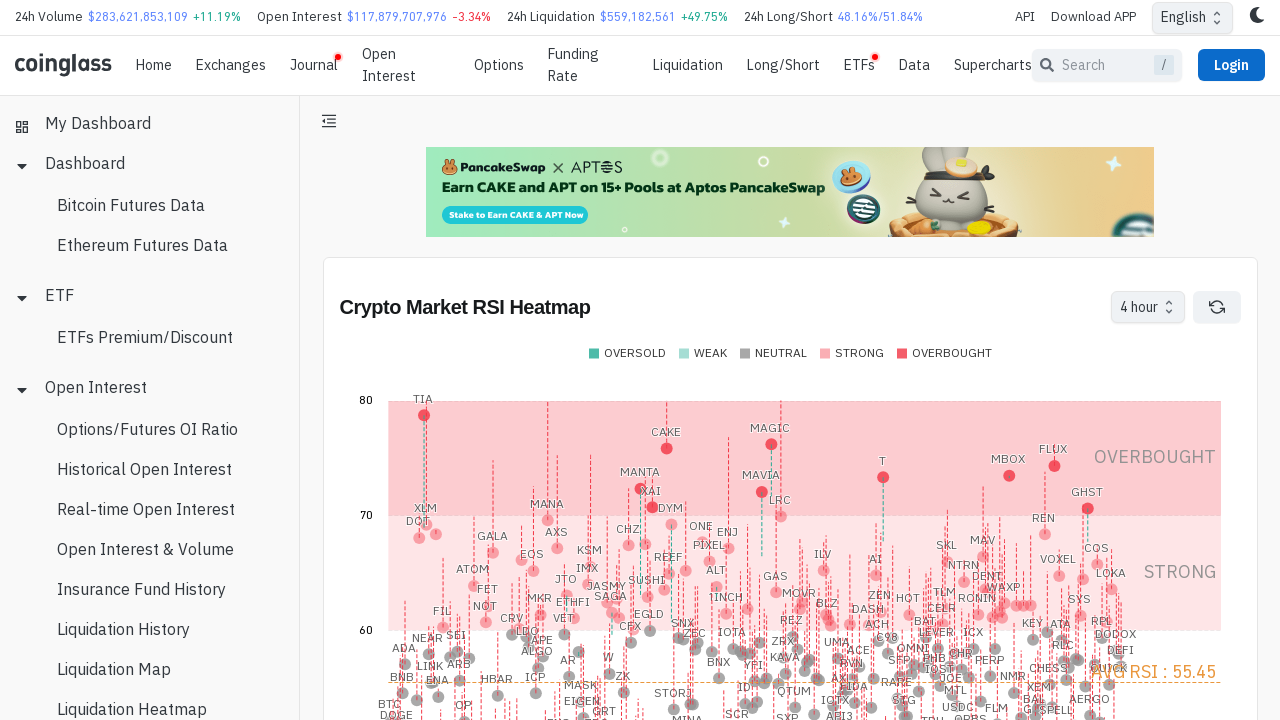 24h Volume $283,621,853,109 +11.19% Open Interest $117,879,707,976 -3.34% 24h Liquidation $559,182,561 +49.75% 24h Long/Short 48.16%/51.84% API Download APP English
coinglass Home Exchanges Journal Open Interest Options Funding Rate Liquidation Long/Short ETFs Data Supercharts Search / Login
My Dashboard
Dashboard
Bitcoin Futures Data
Ethereum Futures Data
ETF
ETFs Premium/Discount
Open Interest
Options/Futures OI Ratio
Historical Open Interest
Real-time Open Interest
Open Interest & Volume
Insurance Fund History
Liquidation History
Liquidation Map
Liquidation Heatmap
PancakeSwap X APTOS
Earn CAKE and APT on 15+ Pools at Aptos PancakeSwap
Stake to Earn CAKE & APT Now
Crypto Market RSI Heatmap
4 hour
OVERSOLD WEAK NEUTRAL STRONG OVERBOUGHT
80
TIA
CAKE MAGIC
FLUX
OVERBOUGHT
T MBOX
MANTA MAVIA
XAI GHST
LRC
MANA
XLM DYM
70
DOT REN
CHZ ONE ENJ
GALA AXS
PIXEL SKL MAV
EOS KSM ILV COS
REEF AI VOXEL
ATOM IMX ALT NTRN
STRONG
JTO SUSHI GAS DENT LOKA
FET JASMY WAXP
MKR ETHFI SAGA 1INCH MOVR ZEN HOT TLM RONIN SYS
NOT BLZ
FIL EGLD DASH CELR
CRV VET CFX SNX ACH BAT KEY ATA RPL
60
NEAR SEI LDO ZEC IOTA LEVER ICX DODOX
APE ZRX UMA C98 RLC
ADA ALGO ACE OMNI CHR DEFI
LINK ARB AR W KAVA SFP PHB PERP
BNX YFI RVN IOST CHESS QUICK
AVG RSI : 55.45
BNB ENA HBAR ICP ZK JOE NMR
MASK ID QTUM RARE MTL XEM
BTC OP EIGEN STORJ IOTX STG USDC FLM BAL AERGO
DOGE SCR SXP API3